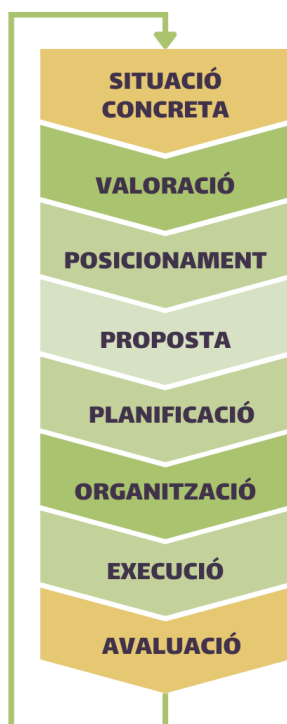 SITUACIÓ
CONCRETA
VALORACIÓ
POSICIONAMENT
PROPOSTA
PLANIFICACIÓ
ORGANITZACIÓ
EXECUCIÓ
AVALUACIÓ